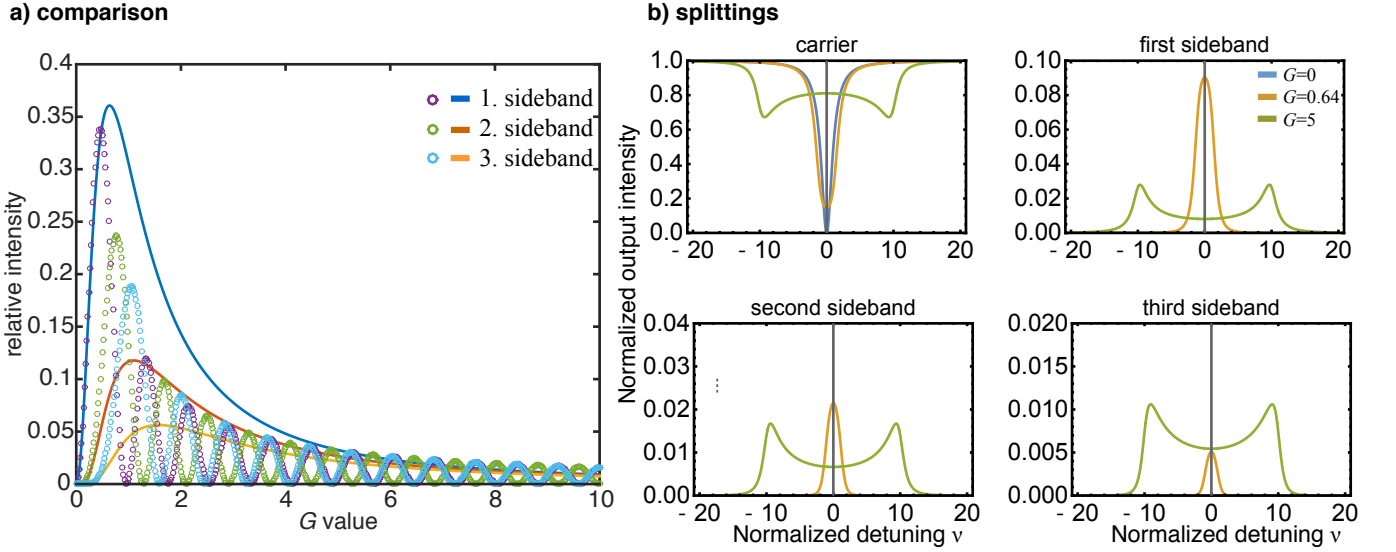 a) comparison
relative intensity
0.4
0.35
0.3
0.25
0.2
0.15
0.1
0.05
0
0 2 4 6 8 10
G value
1. sideband
2. sideband
3. sideband
b) splittings
Normalized output intensity
carrier
1.0
0.8
0.6
0.4
0.2
0.0
- 20 - 10 0 10 20
first sideband
0.10
0.08
0.06
0.04
0.02
0.00
- 20 - 10 0 10 20
G=0
G=0.64
G=5
second sideband
0.04
0.03
0.02
0.01
0.00
- 20 - 10 0 10 20
Normalized detuning ν
third sideband
0.020
0.015
0.010
0.005
0.000
- 20 - 10 0 10 20
Normalized detuning ν